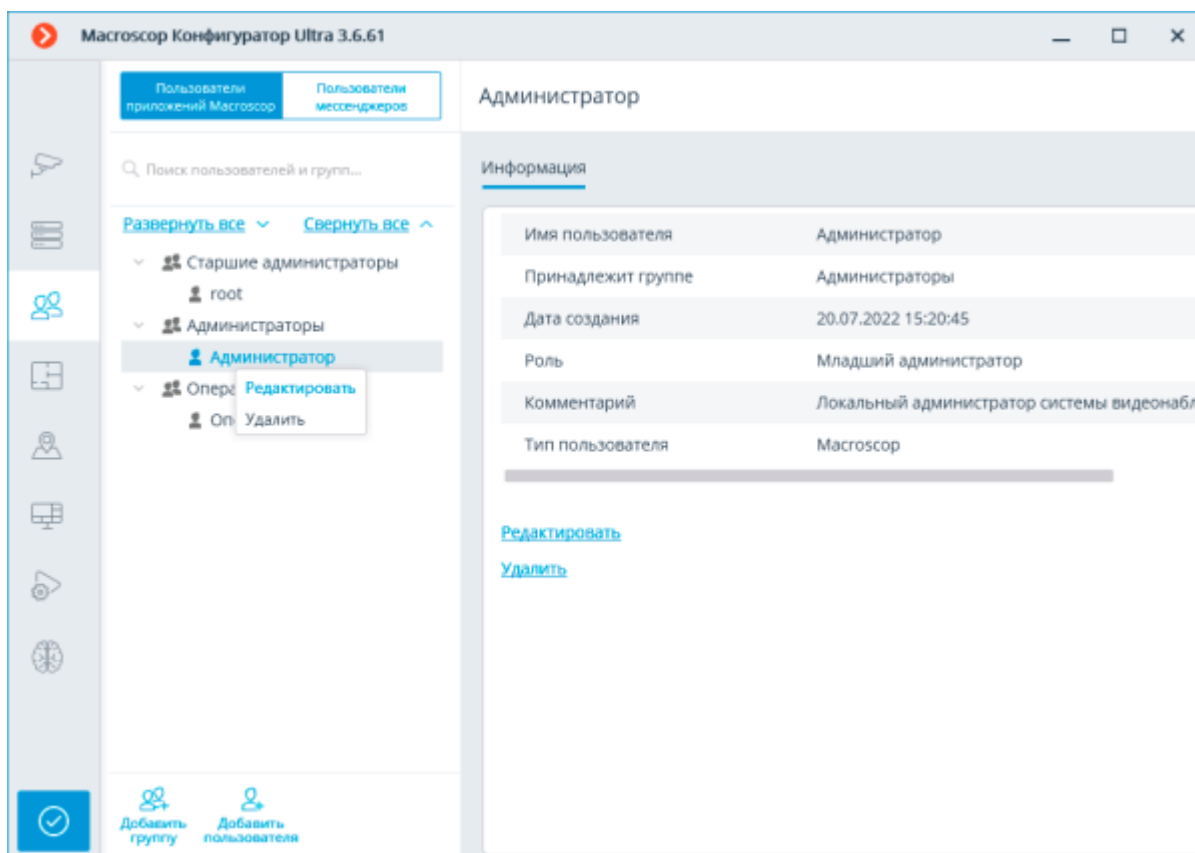 Macroscop Конфигуратор Ultra 3.6.61
Пользователи
приложений Macroscop
Пользователи
мессенджеров
Поиск пользователей и групп...
Развернуть все
Свернуть все
Старшие администраторы
root
Администраторы
Администратор
Опера
Оп
Редактировать
Удалить
Добавить
группу
Добавить
пользователя
Администратор
Информация
Имя пользователя Администратор
Принадлежит группе Администраторы
Дата создания 20.07.2022 15:20:45
Роль Младший администратор
Комментарий Локальный администратор системы видеонабл
Тип пользователя Macroscop
Редактировать
Удалить